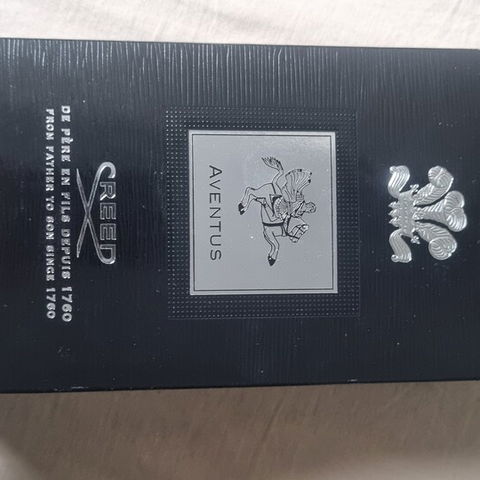 AVENTUS
CREED
DE PÈRE EN FILS DEPUIS 1760
FROM FATHER TO SON SINCE 1760